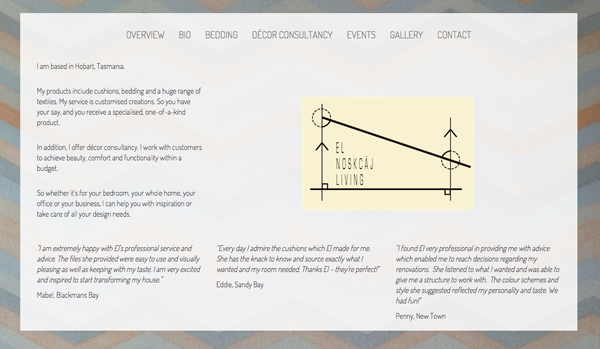 OVERVIEW BIO BEDDING DÉCOR CONSULTANCY EVENTS GALLERY CONTACT
I am based in Hobart, Tasmania.
My products include cushions, bedding and a huge range of
textiles. My service is customised creations. So you have
your say, and you receive a specialised, one-of-a-kind
product.
In addition, I offer décor consultancy. I work with customers
to achieve beauty, comfort and functionality within a
budget.
So whether it's for your bedroom, your whole home, your
office or your business, I can help you with inspiration or
take care of all your design needs.
EL
NOSKCÀJ
LIVING
"I am extremely happy with El's professional service and
advice. The files she provided were easy to use and visually
pleasing as well as keeping with my taste. I am very excited
and inspired to start transforming my house."
Mabel, Blackmans Bay
"Every day I admire the cushions which El made for me.
She has the knack to know and source exactly what I
wanted and my room needed. Thanks El - they're perfect!"
Eddie, Sandy Bay
"I found El very professional in providing me with advice
which enabled me to reach decisions regarding my
renovations. She listened to what I wanted and was able to
give me a structure to work with. The colour schemes and
style she suggested reflected my personality and taste. We
had fun!"
Penny, New Town